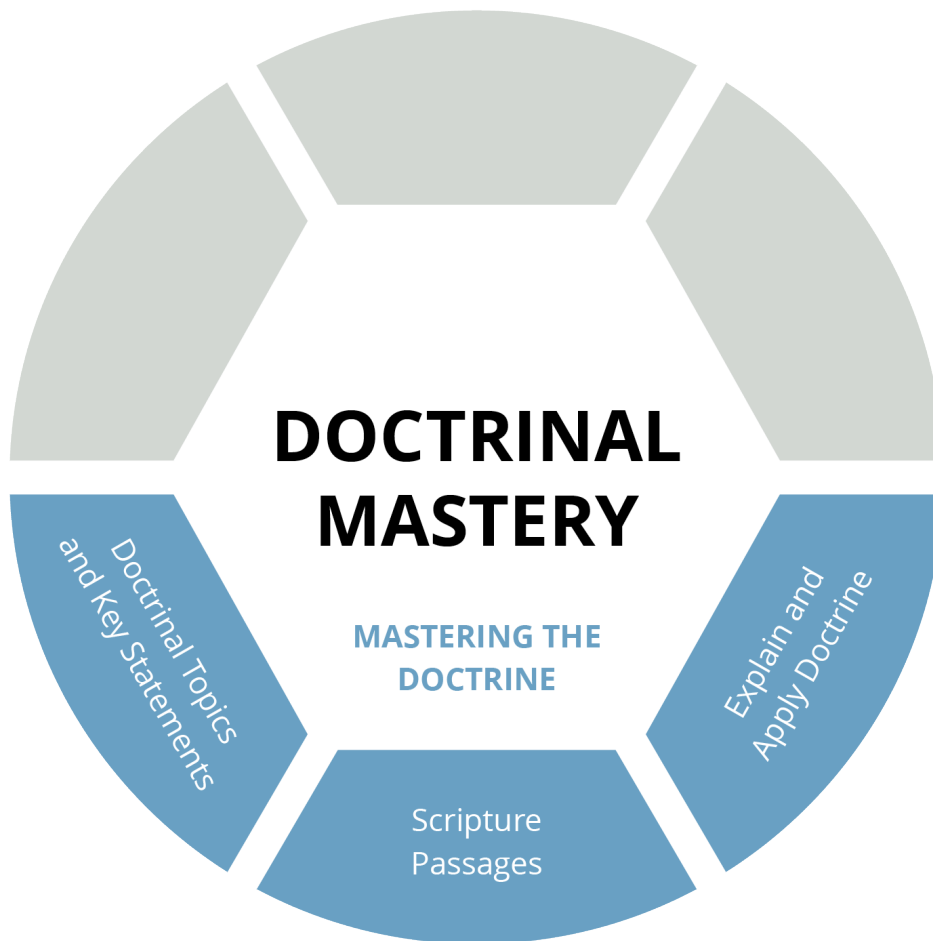 DOCTRINAL
MASTERY
MASTERING THE
DOCTRINE
Doctrinal Topics
and Key Statements
Scripture
Passages
Explain and
Apply Doctrine